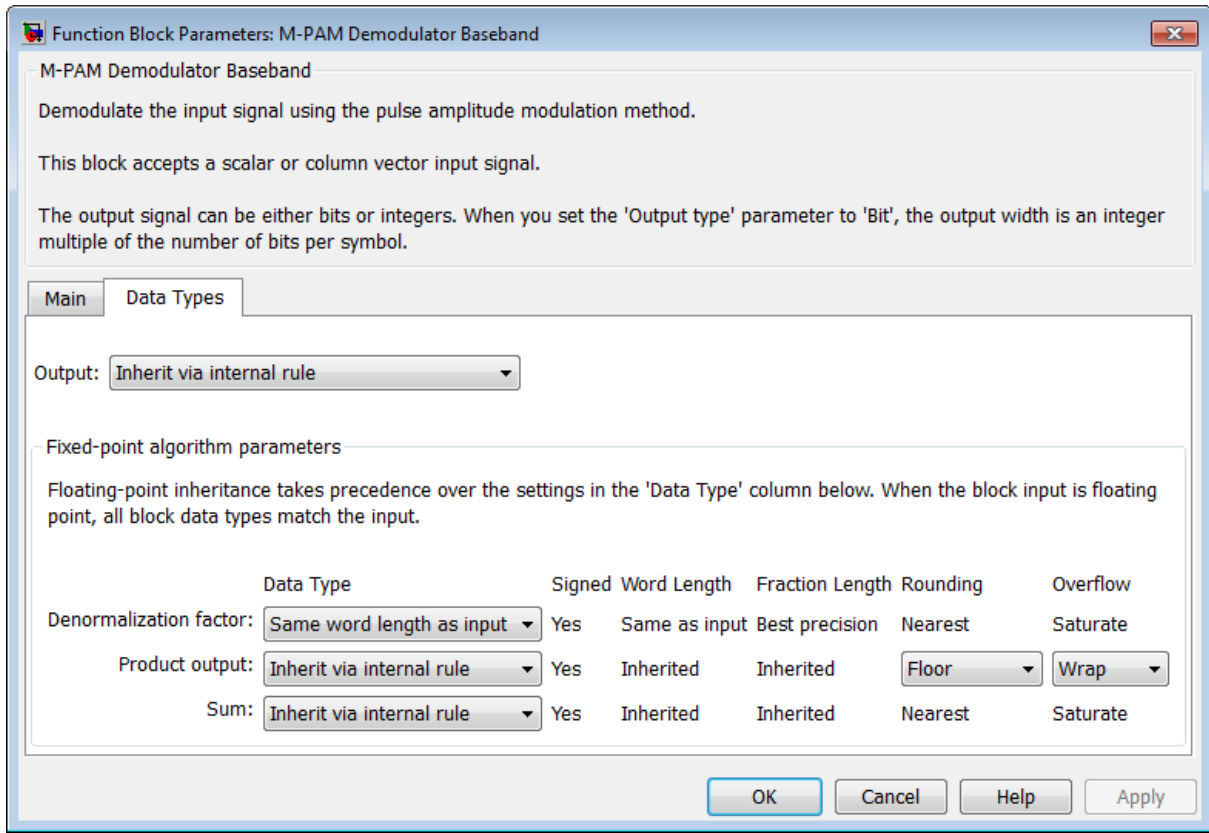 Function Block Parameters: M-PAM Demodulator Baseband
M-PAM Demodulator Baseband
Demodulate the input signal using the pulse amplitude modulation method.
This block accepts a scalar or column vector input signal.
The output signal can be either bits or integers. When you set the 'Output type' parameter to 'Bit', the output width is an integer
multiple of the number of bits per symbol.
Main Data Types
Output: Inherit via internal rule
Fixed-point algorithm parameters
Floating-point inheritance takes precedence over the settings in the 'Data Type' column below. When the block input is floating
point, all block data types match the input.
Data Type Signed Word Length Fraction Length Rounding Overflow
Denormalization factor: Same word length as input Yes Same as input Best precision Nearest Saturate
Product output: Inherit via internal rule Yes Inherited Inherited Floor Wrap
Sum: Inherit via internal rule Yes Inherited Inherited Nearest Saturate
OK Cancel Help Apply